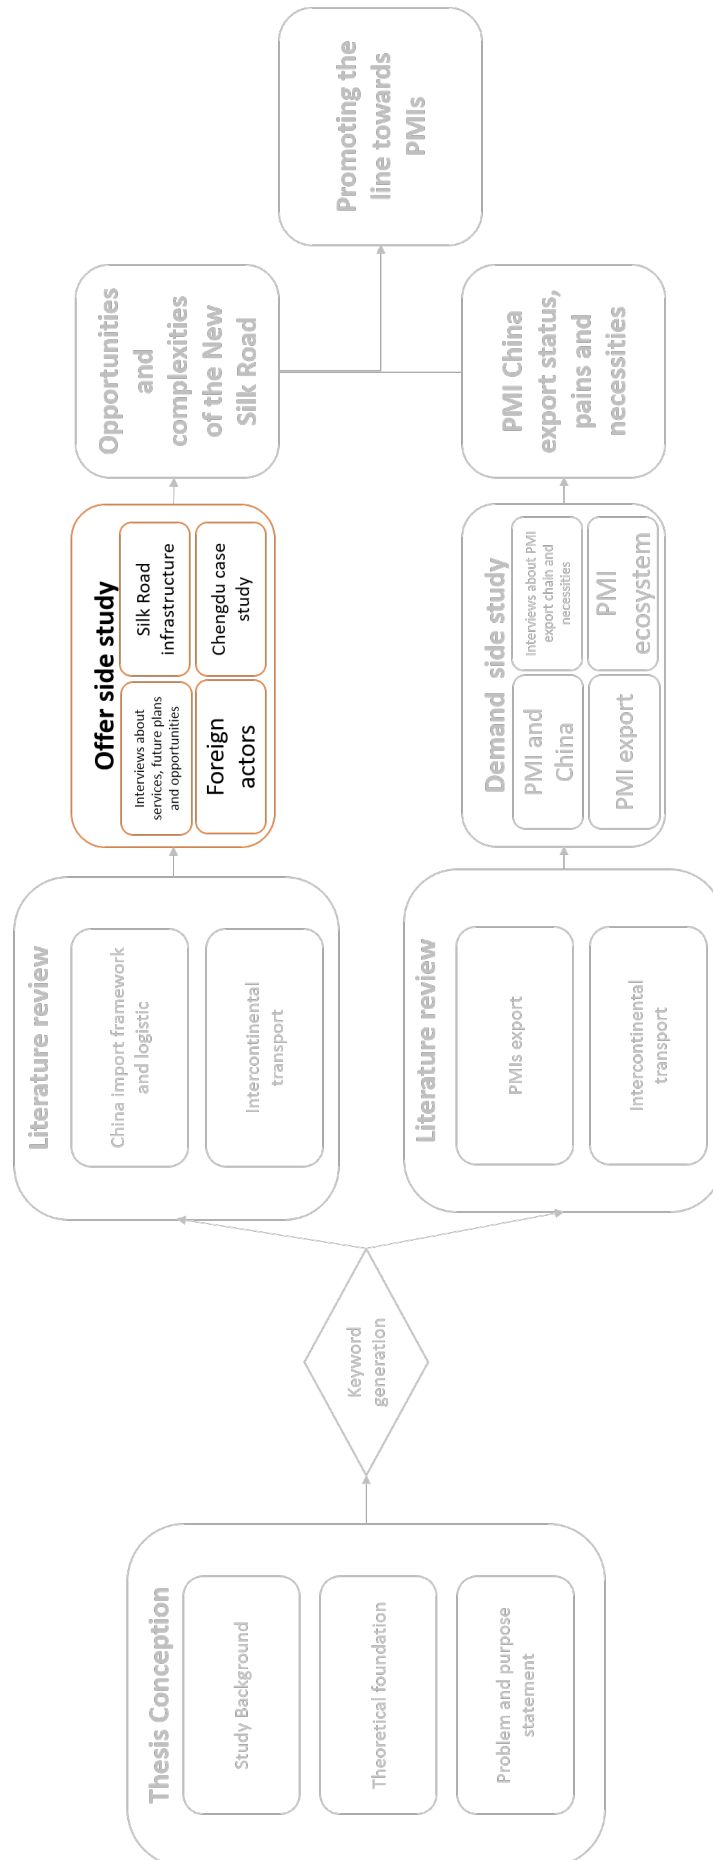 Thesis Conception
Study Background
Theoretical foundation
Problem and purpose
statement
Keyword
generation
Literature review
China import framework
and logistic
Intercontinental
transport
Literature review
PMIs export
Intercontinental
transport
Offer side study
Interviews about
services, future plans
and opportunities
Silk Road
infrastructure
Foreign
actors
Chengdu case
study
Demand side study
PMI and
China
Interviews about PMI
export chain and
necessities
PMI export
PMI
ecosystem
Opportunities
and
complexities
of the New
Silk Road
PMI China
export status,
pains and
necessities
Promoting the
line towards
PMIs